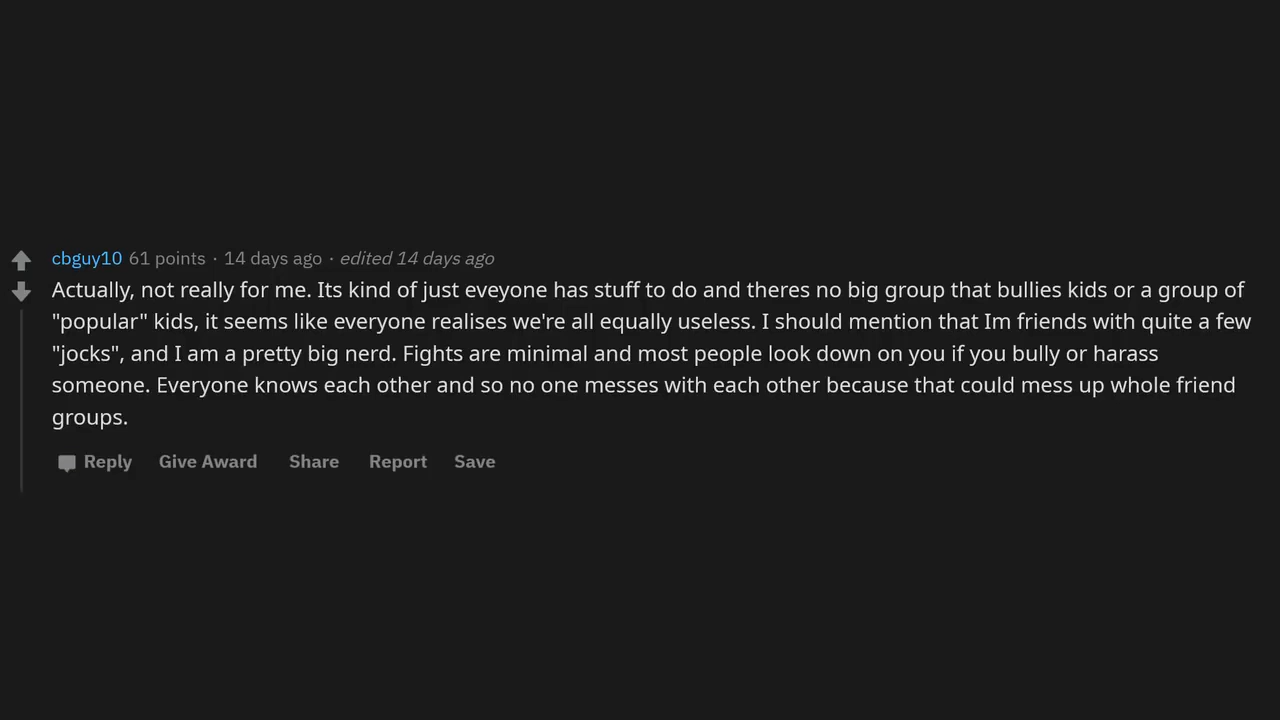 cbguy10 61 points · 14 days ago · edited 14 days ago
Actually, not really for me. Its kind of just eveyone has stuff to do and theres no big group that bullies kids or a group of
"popular" kids, it seems like everyone realises we're all equally useless. I should mention that Im friends with quite a few
"jocks", and I am a pretty big nerd. Fights are minimal and most people look down on you if you bully or harass
someone. Everyone knows each other and so no one messes with each other because that could mess up whole friend
groups.
Reply Give Award Share Report Save